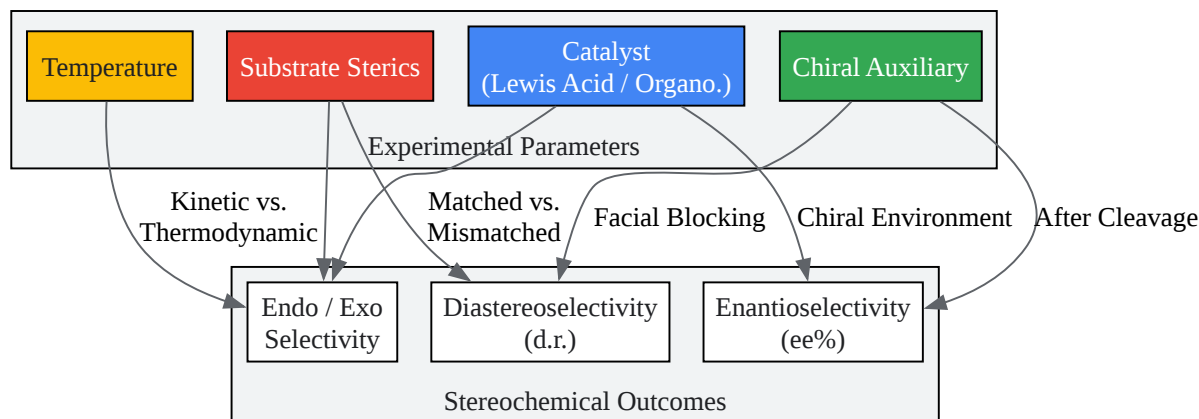 Temperature
Substrate Sterics
Catalyst
(Lewis Acid / Organo.)
Chiral Auxiliary
Experimental Parameters
Kinetic vs.
Thermodynamic
Matched vs.
Mismatched
Facial Blocking
Chiral Environment
After Cleavage
Endo / Exo
Selectivity
Diastereoselectivity
(d.r.)
Enantioselectivity
(ee%)
Stereochemical Outcomes